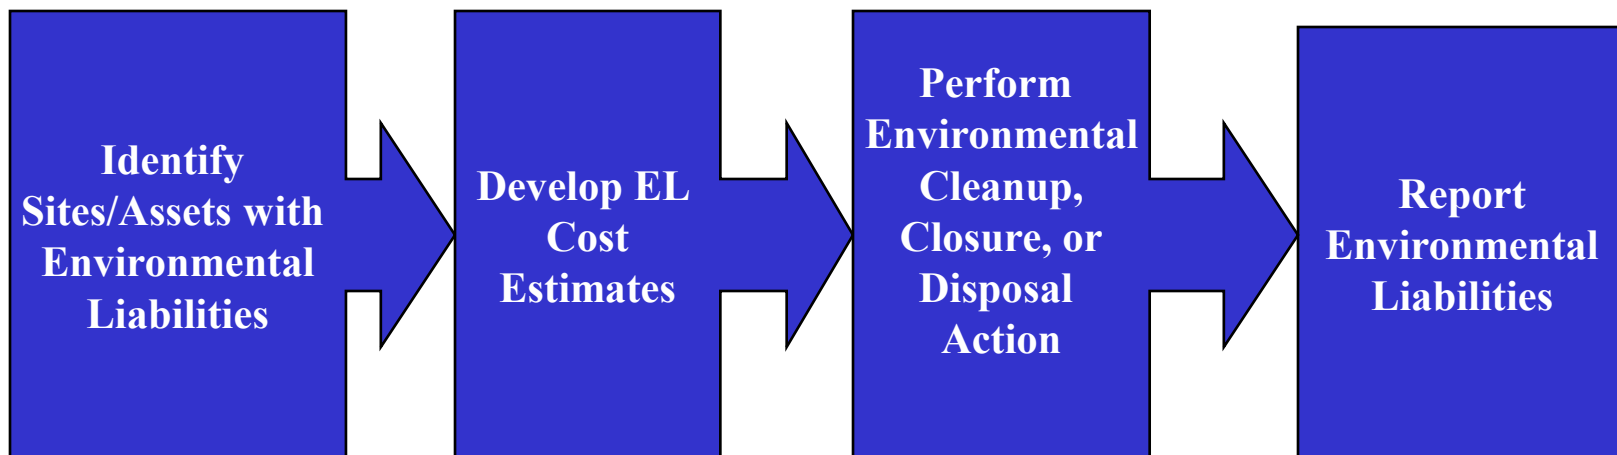 Identify
Sites/Assets with
Environmental
Liabilities
Develop EL
Cost
Estimates
Perform
Environmental
Cleanup,
Closure, or
Disposal
Action
Report
Environmental
Liabilities